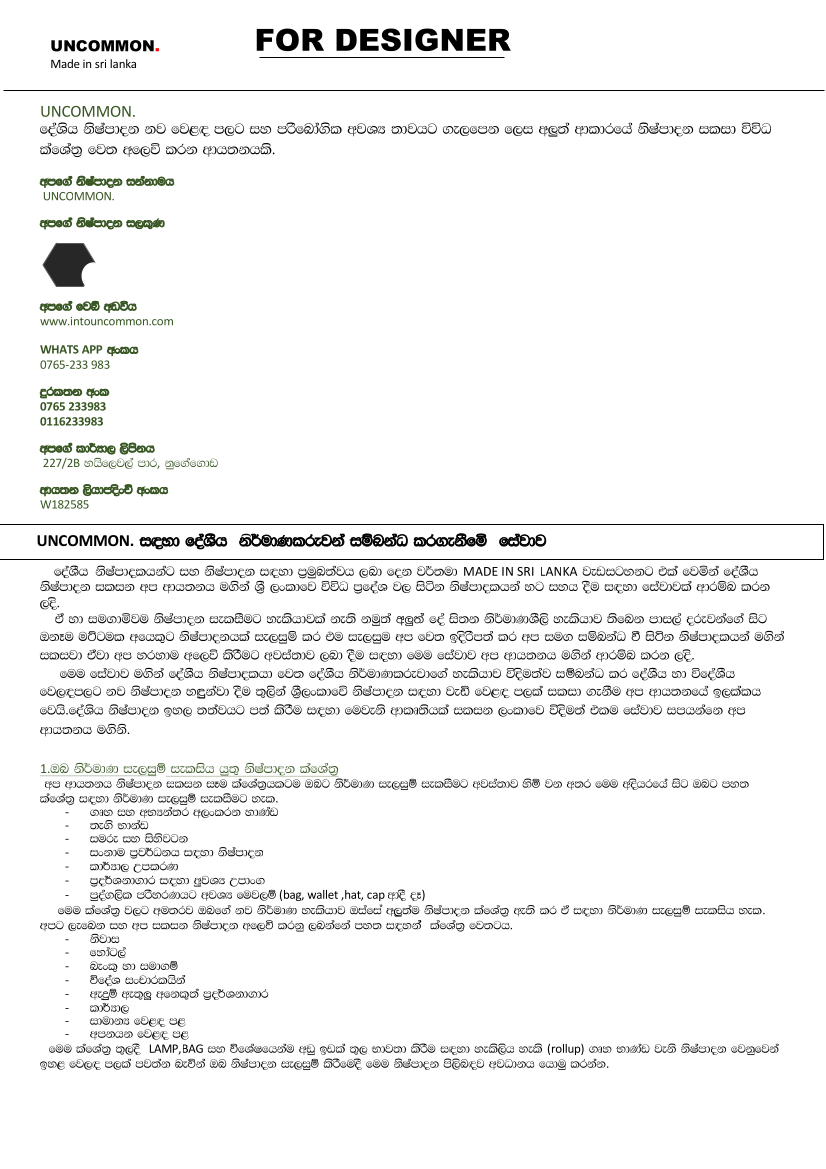 UNCOMMON.
Made in sri lanka
FOR DESIGNER
UNCOMMON.
දේශිය නිෂ්පාදන නව වෙළඳ පලට සහ පරිබෝගික අවශ්‍ය තාවයට ගැලපෙන ලෙස අලුත් ආකාරයේ නිෂ්පාදන සකසා විවිධ
ක්ශේත්‍ර වෙත අලෙවි කරන ආයතනයකි.
අපගේ නිෂ්පාදන සන්නාමය
UNCOMMON.
අපගේ නිෂ්පාදන සලකුණ
අපගේ වෙබ් අඩවිය
www.intouncommon.com
WHATS APP අංකය
0765-233 983
දුරකතන අංක
0765 233983
0116233983
අපගේ කාර්යාල ලිපිනය
227/2B හයිලෙවල් පාර, නුගේගොඩ
ආයතන ලියාපදිංචි අංකය
W182585
UNCOMMON. සඳහා දේශීය නිර්මාණකරුවන් සම්බන්ධ කරගැනීමේ සේවාව
දේශීය නිෂ්පාදකයන්ට සහ නිෂ්පාදන සඳහා ප්‍රමුඛත්වය ලබා දෙන වර්තමා MADE IN SRI LANKA වැඩසටහනට එක් වෙමින් දේශීය
නිෂ්පාදන සකසන අප ආයතනය මගින් ශ්‍රී ලංකාවෙ විවිධ ප්‍රදේශ වල සිටින නිෂ්පාදකයන් හට සහය දීම සඳහා සේවාවක් ආරම්බ කරන
ලදි.
ඒ හා සමගාමිවම නිෂ්පාදන සැකසීමට හැකියාවක් නැති නමුත් අලුත් දේ සිතන නිර්මාණශීලි හැකියාව තිබෙන පාසල් දරුවන්ගේ සිට
ඔනෑම මට්ටමක අයෙකුට නිෂ්පාදනයක් සැලසුම් කර එම සැලසුම අප වෙත ඉදිරිපත් කර අප සමග සම්බන්ධ වී සිටින නිෂ්පාදකයන් මගින්
සකසවා ඒවා අප හරහාම අලෙවි කිරීමට අවස්තාව ලබා දීම සඳහා මෙම සේවාව අප ආයතනය මගින් ආරම්බ කරන ලදි.
මෙම සේවාව මගින් දේශීය නිෂ්පාදකයා වෙත දේශීය නිර්මාණකරුවාගේ හැකියාව විදිමත්ව සම්බන්ධ කර දේශීය හා විදේශීය
වෙලඳපලට නව නිෂ්පාදන හඳුන්වා දීම තුලින් ශ්‍රීලංකාවේ නිෂ්පාදන සඳහා වැඩි වෙළඳ පලක් සකසා ගැනීම අප ආයතනයේ ඉලක්කය
වෙයි.දේශීය නිෂ්පාදන ඉහල තත්වයට පත් කිරීම සඳහා මෙවැනි ආකෘතියක් සකසන ලංකාවෙ විදිමත් එකම සේවාව සපයන්නෙ අප
ආයතනය මගිනි.
1.ඔබ නිර්මාණ සැලසුම් සැකසිය යුතු නිෂ්පාදන ක්ශේත්‍ර
අප ආයතනය නිෂ්පාදන සකසන සෑම ක්ශේත්‍රයකටම ඔබට නිර්මාණ සැලසුම් සැකසීමට අවස්තාව හිමි වන අතර මෙම අදියරයේ සිට ඔබට පහත
ක්ශේත්‍ර සඳහා නිර්මාණ සැලසුම් සැකසීමට හැක.
- ගෘහ සහ අභ්‍යන්තර අලංකරන භාණ්ඩ
- තෑගි භාන්ඩ
- සමරු සහ සිහිවටන
- සංනාම ප්‍රවර්ධනය සඳහා නිෂ්පාදන
- කාර්යාල උපකරණ
- ප්‍රදර්ශනාගාර සඳහා අවශ්‍ය උපාංග
- පුද්ගලික පරිහරණයට අවශ්‍ය මෙවලම් (bag, wallet ,hat, cap ආදී දෑ)
මෙම ක්ශේත්‍ර වලට අමතරව ඔබගේ නව නිර්මාණ හැකියාව ඔස්සේ අලුත්ම නිෂ්පාදන ක්ශේත්‍ර ඇති කර ඒ සඳහා නිර්මාණ සැලසුම් සැකසිය හැක.
අපට ලැබෙන සහ අප සකසන නිෂ්පාදන අලෙවි කරනු ලබන්නේ පහත සඳහන් ක්ශේත්‍ර වෙතටය.
- නිවාස
- හෝටල්
- බැංකු හා සමාගම්
- විදේශ සංචාරකයින්
- ඇදුම් ඇතුලු අනෙකුත් ප්‍රදර්ශනාගාර
- කාර්යාල
- සාමාන්‍ය වෙළඳ පළ
- අපනයන වෙළඳ පළ
මෙම ක්ශේත්‍ර තුලදී LAMP,BAG සහ විශේෂයෙන්ම අඩු ඉඩක් තුල භාවතා කිරීම සඳහා හැකිලිය හැකි (rollup) ගෘහ භාණ්ඩ වැනි නිෂ්පාදන වෙනුවෙන්
ඉහළ වෙලඳ පලක් පවත්න බැවින් ඔබ නිෂ්පාදන සැලසුම් කිරීමේදී මෙම නිෂ්පාදන පිලිබඳව අවධානය යොමු කරන්න.